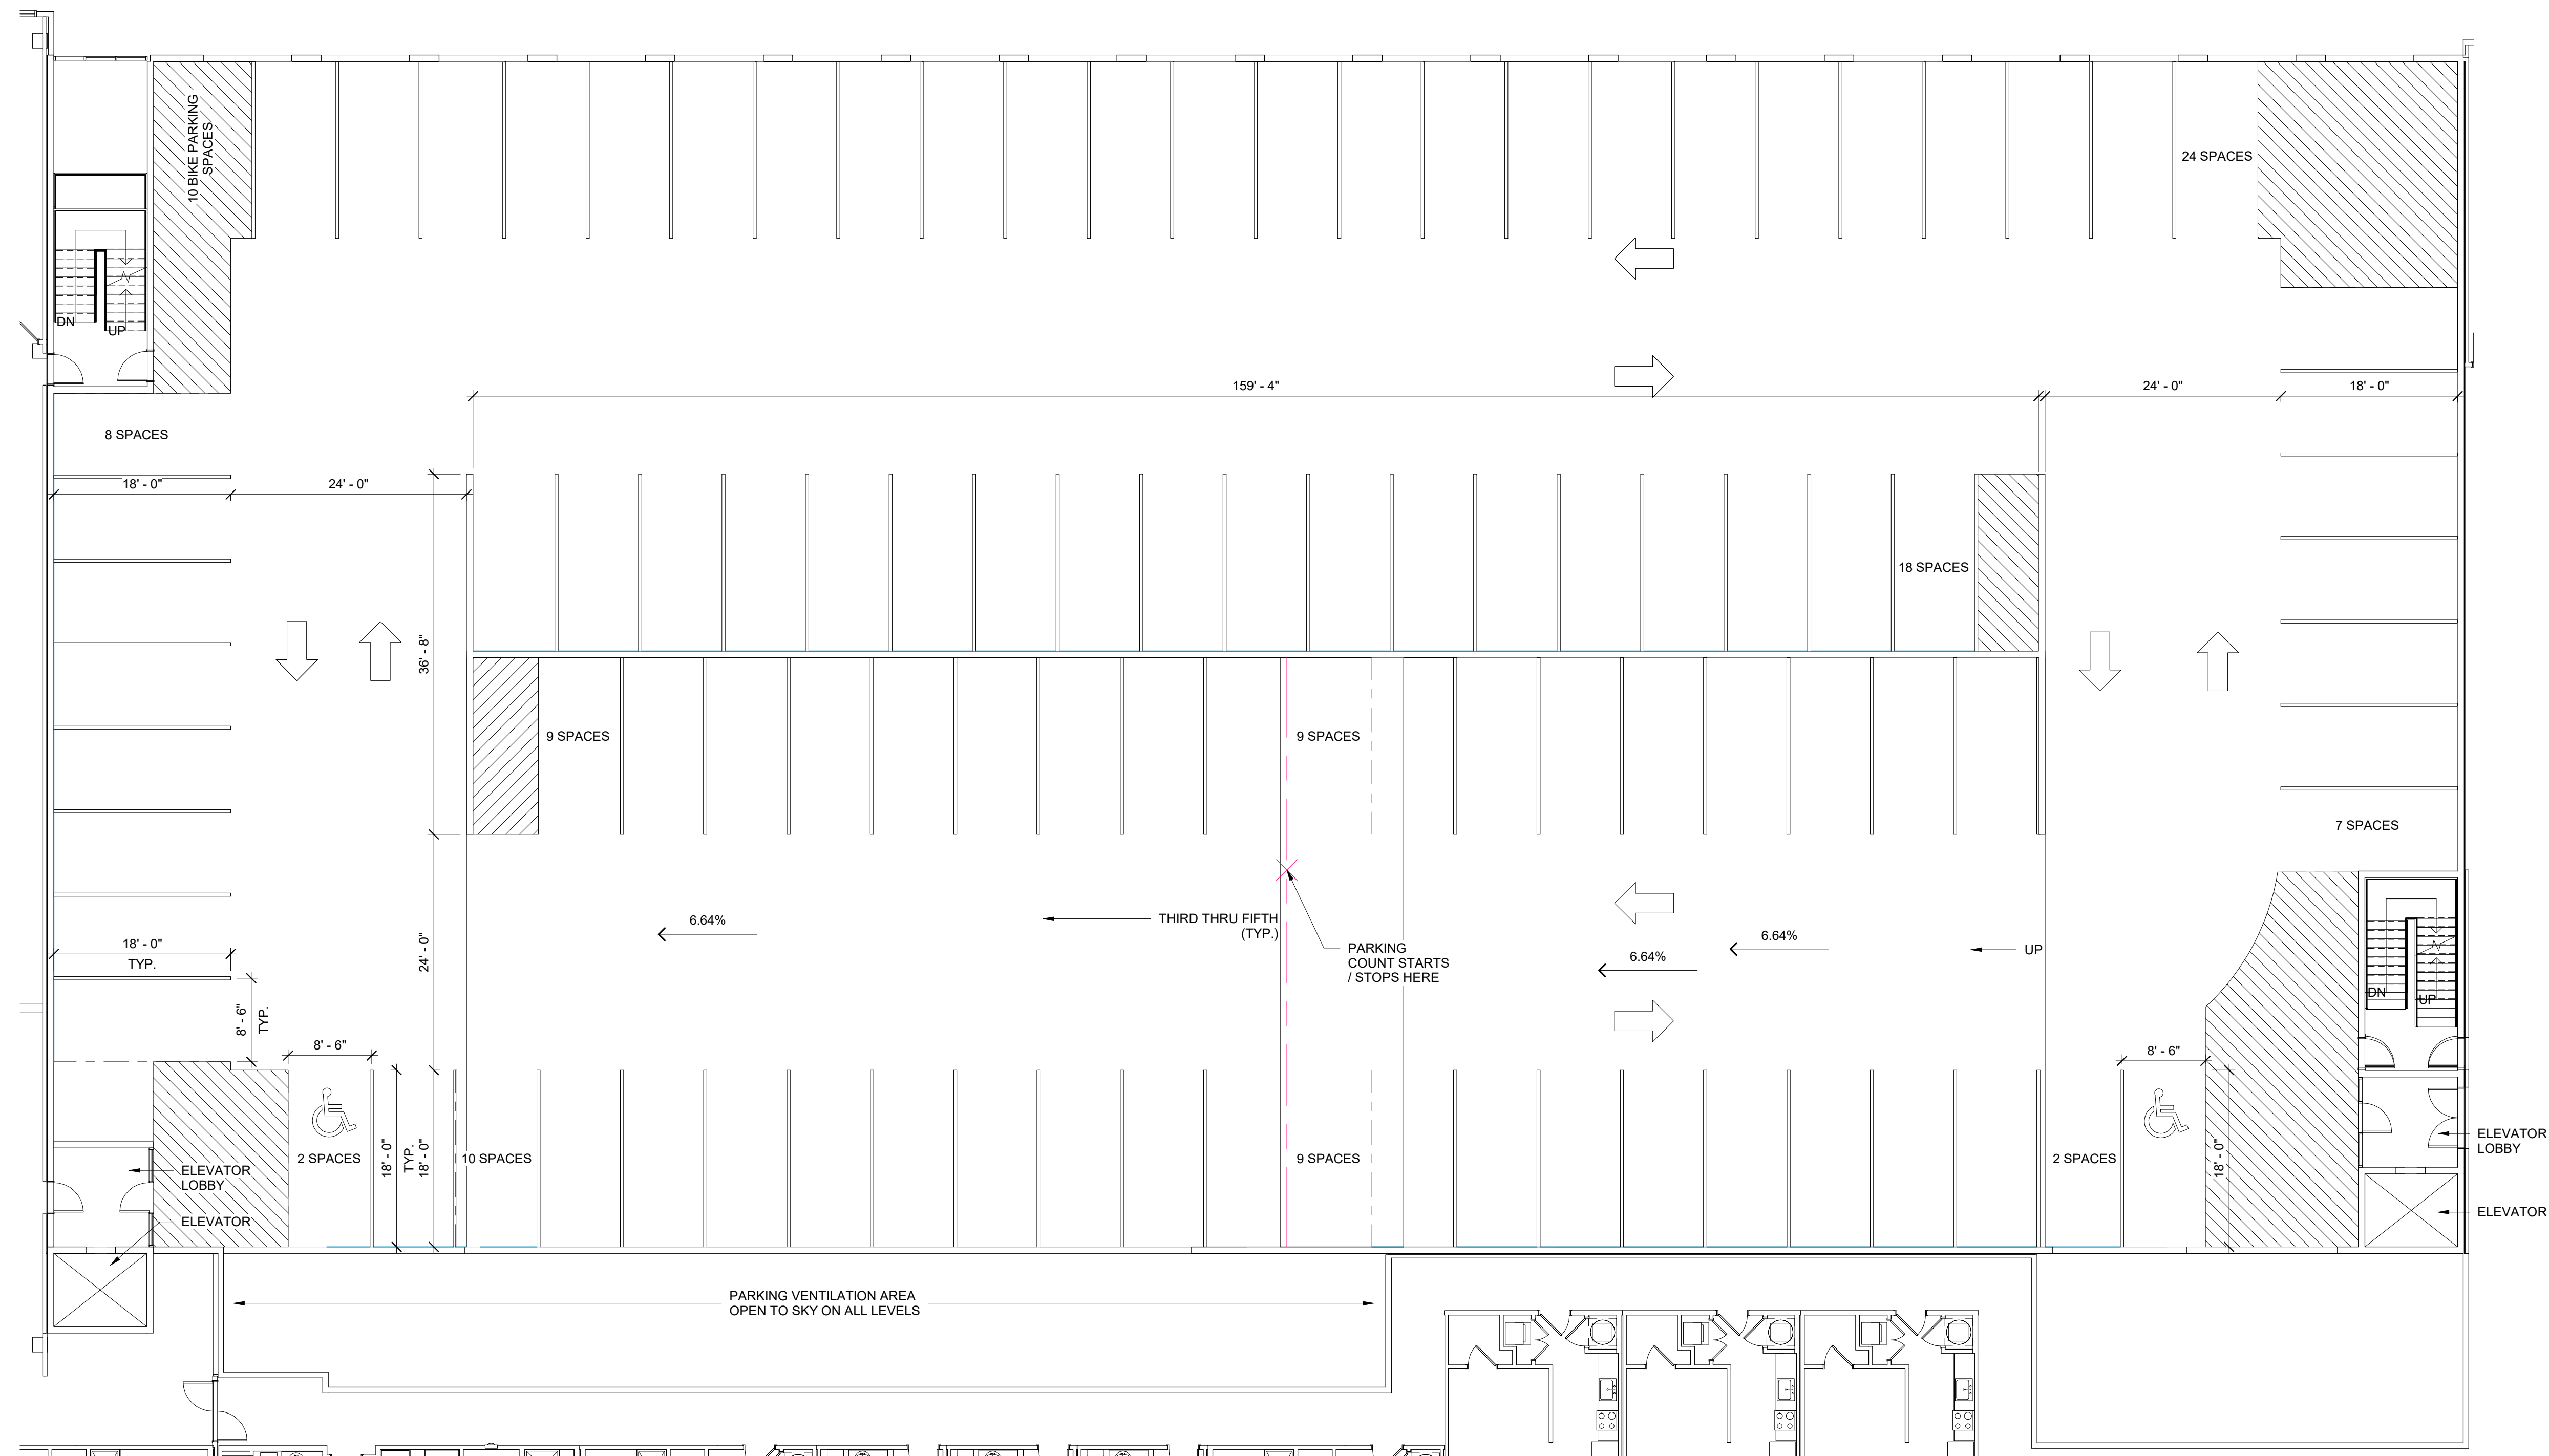 10 BIKE PARKING
SPACES
24 SPACES
DN
UP
159' - 4"
24' - 0"
18' - 0"
8 SPACES
18' - 0"
24' - 0"
18 SPACES
36' - 8"
9 SPACES
9 SPACES
7 SPACES
THIRD THRU FIFTH
(TYP.)
6.64%
PARKING
COUNT STARTS
/ STOPS HERE
6.64%
6.64%
UP
18' - 0"
TYP.
24' - 0"
8' - 6"
TYP.
8' - 6"
DN
UP
8' - 6"
2 SPACES
18' - 0"
TYP.
18' - 0"
10 SPACES
9 SPACES
2 SPACES
18' - 0"
ELEVATOR
LOBBY
ELEVATOR
ELEVATOR
LOBBY
ELEVATOR
PARKING VENTILATION AREA
OPEN TO SKY ON ALL LEVELS